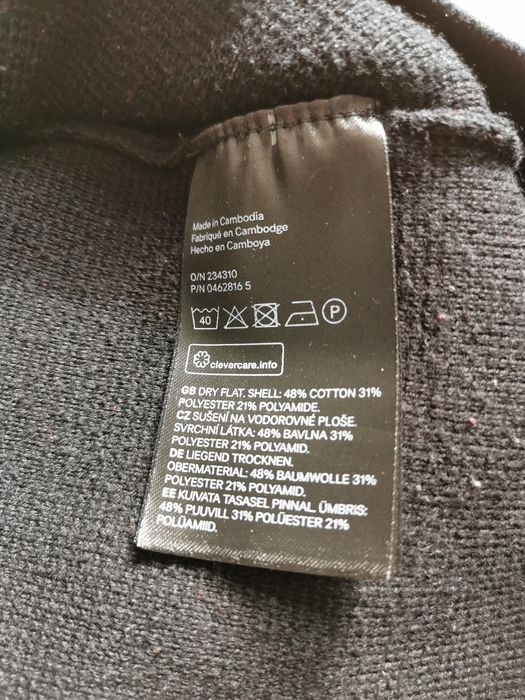 Made in Cambodia
Fabriqué en Cambodge
Hecho en Camboya
O/N 234310
P/N 0462816 5
40 P
clevercare.info
GB DRY FLAT. SHELL: 48% COTTON 31%
POLYESTER 21% POLYAMIDE.
CZ SUŠENÍ NA VODOROVNÉ PLOŠE.
SVRCHNÍ LÁTKA: 48% BAVLNA 31%
POLYESTER 21% POLYAMID.
DE LIEGEND TROCKNEN.
OBERMATERIAL: 48% BAUMWOLLE 31%
POLYESTER 21% POLYAMID.
EE KUIVATA TASASEL PINNAL. ÜMBRIS:
48% PUUVILL 31% POLÜESTER 21%
POLÜAMIID.